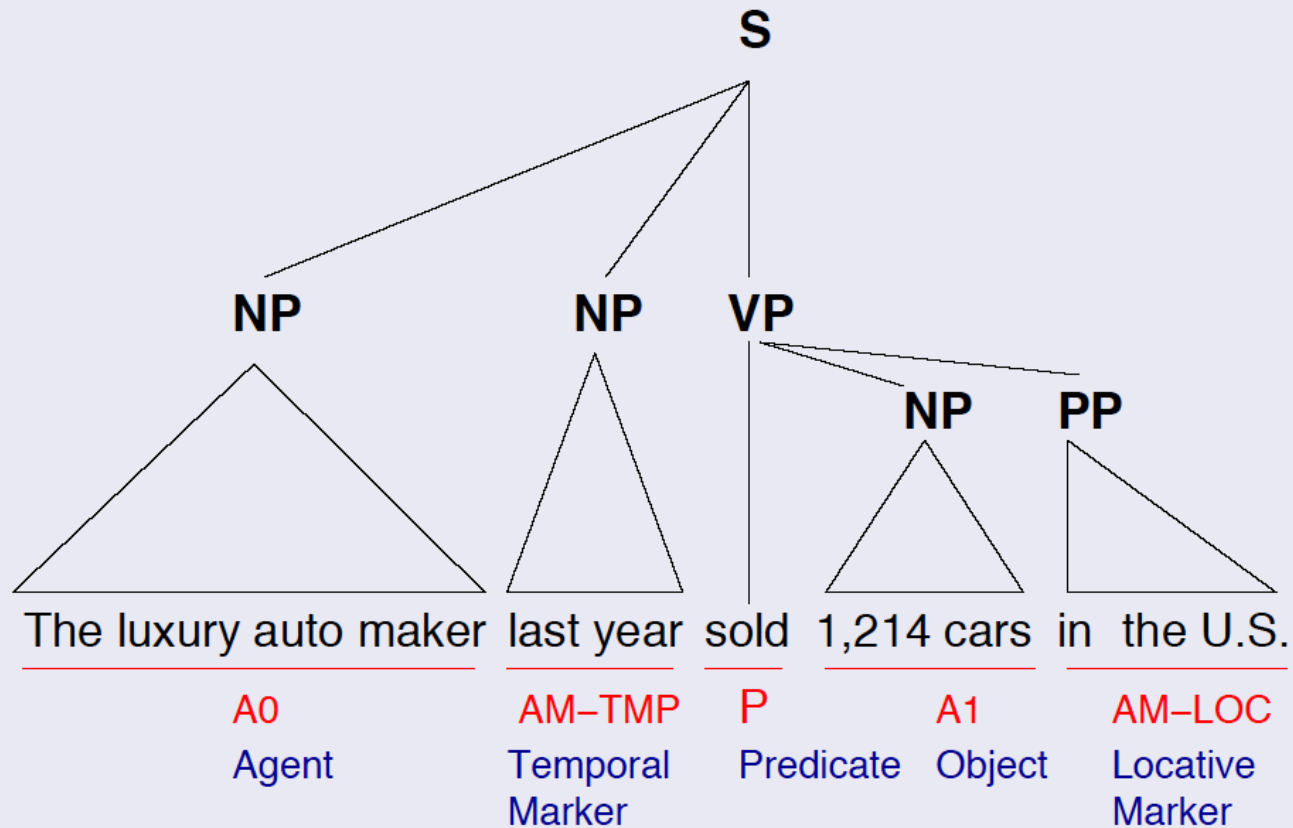 S
NP NP VP
NP PP
The luxury auto maker last year sold 1,214 cars in the U.S.
A0 AM–TMP P A1 AM–LOC
Agent Temporal Predicate Object Locative
Marker Marker